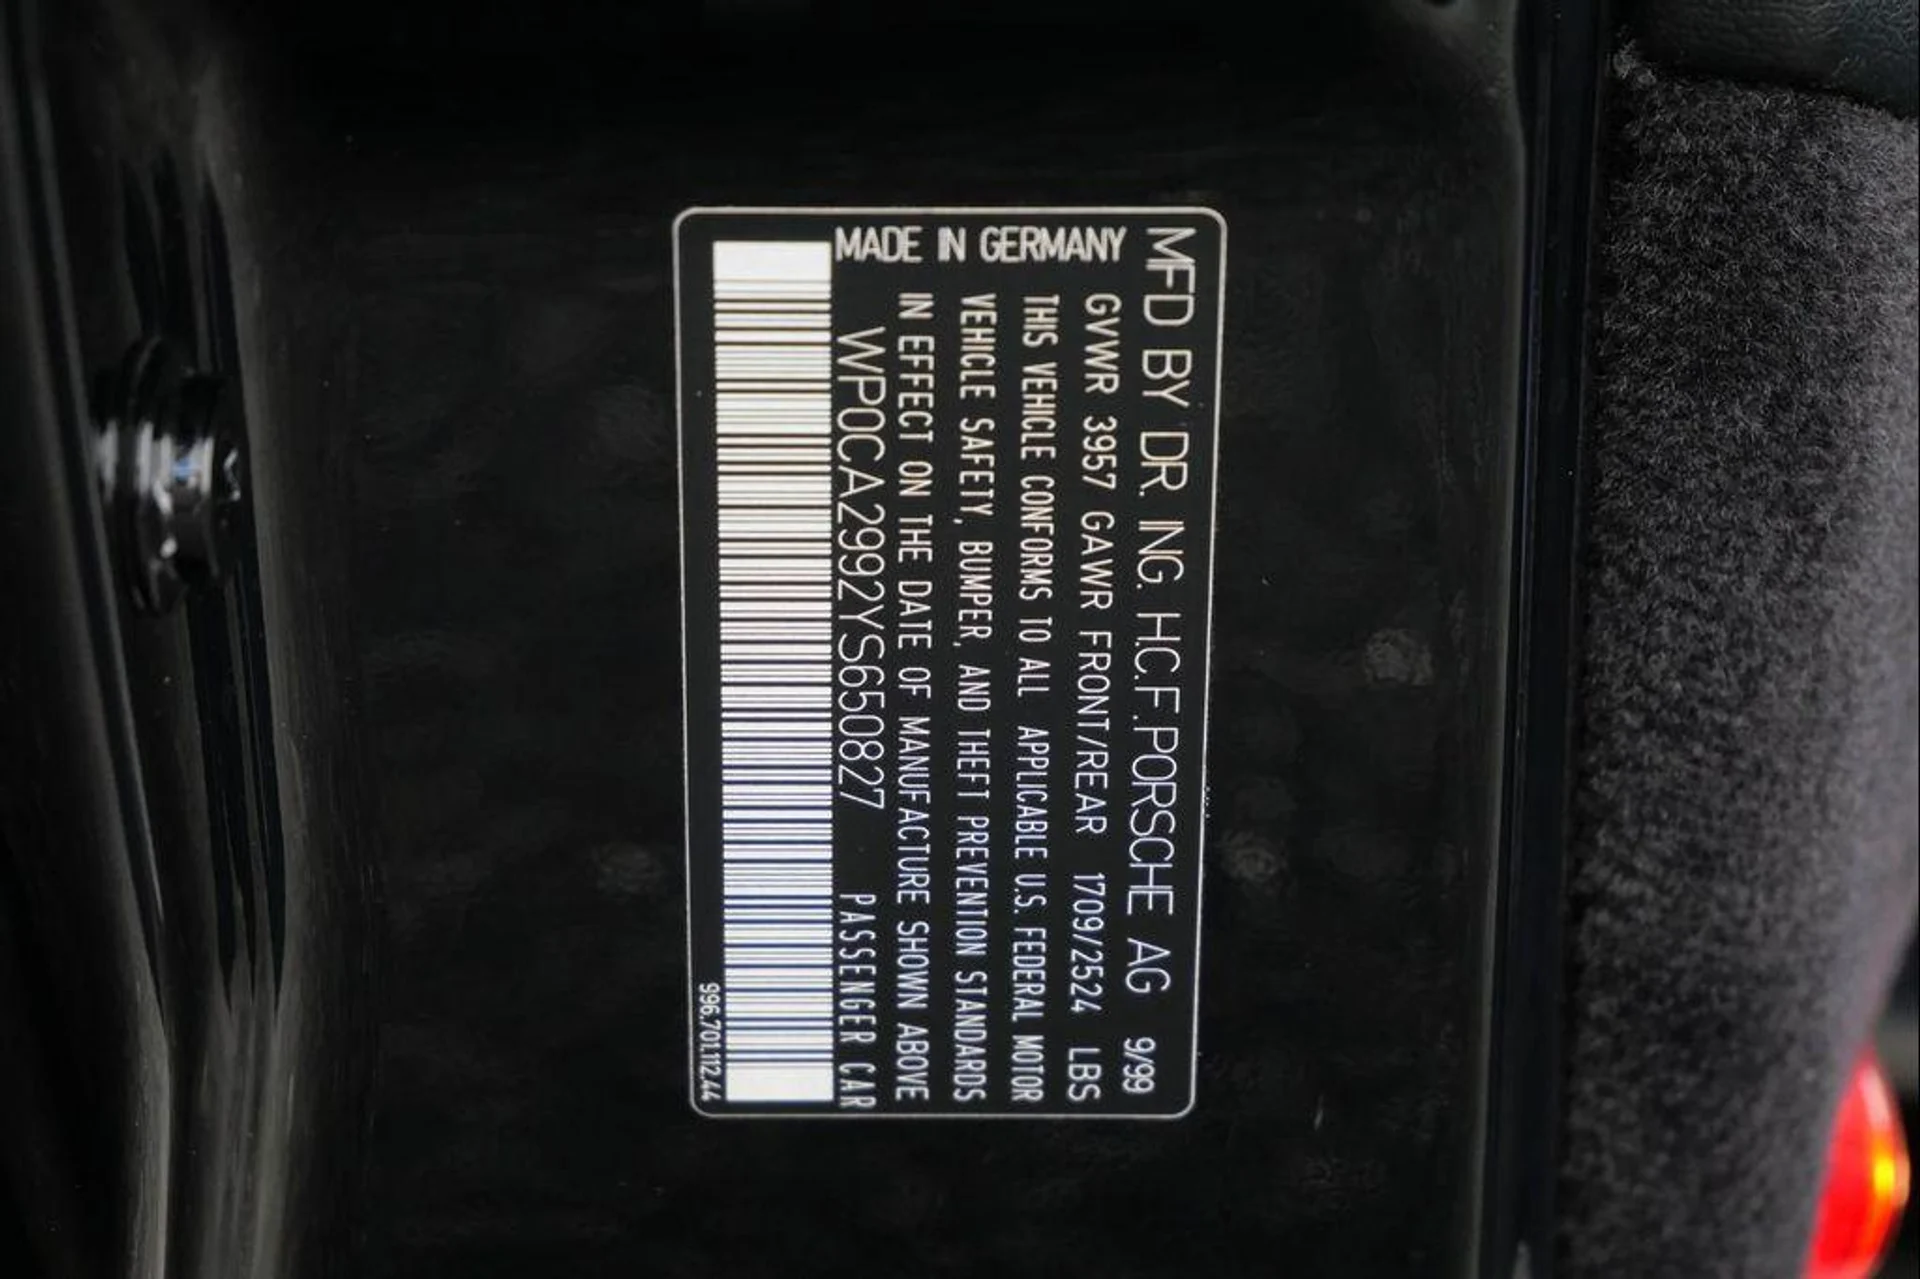 MFD BY DR. ING. H.C.F.PORSCHE AG 9/99
GVWR 3957 GAWR FRONT/REAR 1709/2524 LBS
THIS VEHICLE CONFORMS TO ALL APPLICABLE U.S. FEDERAL MOTOR
VEHICLE SAFETY, BUMPER, AND THEFT PREVENTION STANDARDS
IN EFFECT ON THE DATE OF MANUFACTURE SHOWN ABOVE
WP0CA2992YS650827 PASSENGER CAR
MADE IN GERMANY
996.701.112.44